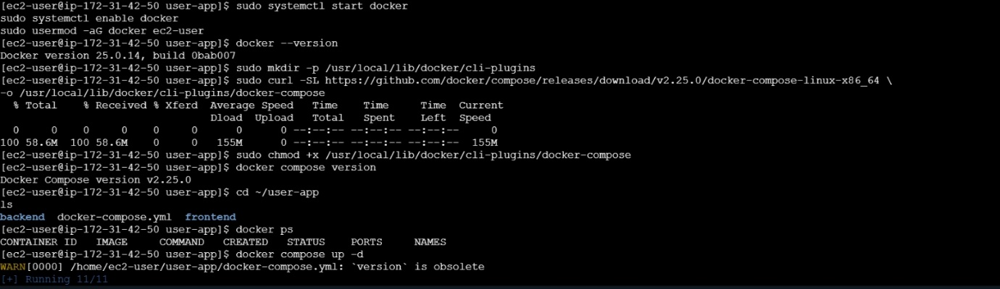 [ec2-user@ip-172-31-42-50 user-app]$ sudo systemctl start docker
sudo systemctl enable docker
sudo usermod -aG docker ec2-user
[ec2-user@ip-172-31-42-50 user-app]$ docker --version
Docker version 25.0.14, build 0bab007
[ec2-user@ip-172-31-42-50 user-app]$ sudo mkdir -p /usr/local/lib/docker/cli-plugins
[ec2-user@ip-172-31-42-50 user-app]$ sudo curl -SL https://github.com/docker/compose/releases/download/v2.25.0/docker-compose-linux-x86_64 \
-o /usr/local/lib/docker/cli-plugins/docker-compose
  % Total    % Received % Xferd  Average Speed   Time    Time     Time  Current
                                 Dload  Upload   Total   Spent    Left  Speed
  0     0    0     0    0     0      0      0 --:--:-- --:--:-- --:--:--     0
100 58.6M  100 58.6M    0     0   155M      0 --:--:-- --:--:-- --:--:--  155M
[ec2-user@ip-172-31-42-50 user-app]$ sudo chmod +x /usr/local/lib/docker/cli-plugins/docker-compose
[ec2-user@ip-172-31-42-50 user-app]$ docker compose version
Docker Compose version v2.25.0
[ec2-user@ip-172-31-42-50 user-app]$ cd ~/user-app
ls
backend  docker-compose.yml  frontend
[ec2-user@ip-172-31-42-50 user-app]$ docker ps
CONTAINER ID   IMAGE     COMMAND   CREATED   STATUS    PORTS     NAMES
[ec2-user@ip-172-31-42-50 user-app]$ docker compose up -d
WARN[0000] /home/ec2-user/user-app/docker-compose.yml: `version` is obsolete
[+] Running 11/11